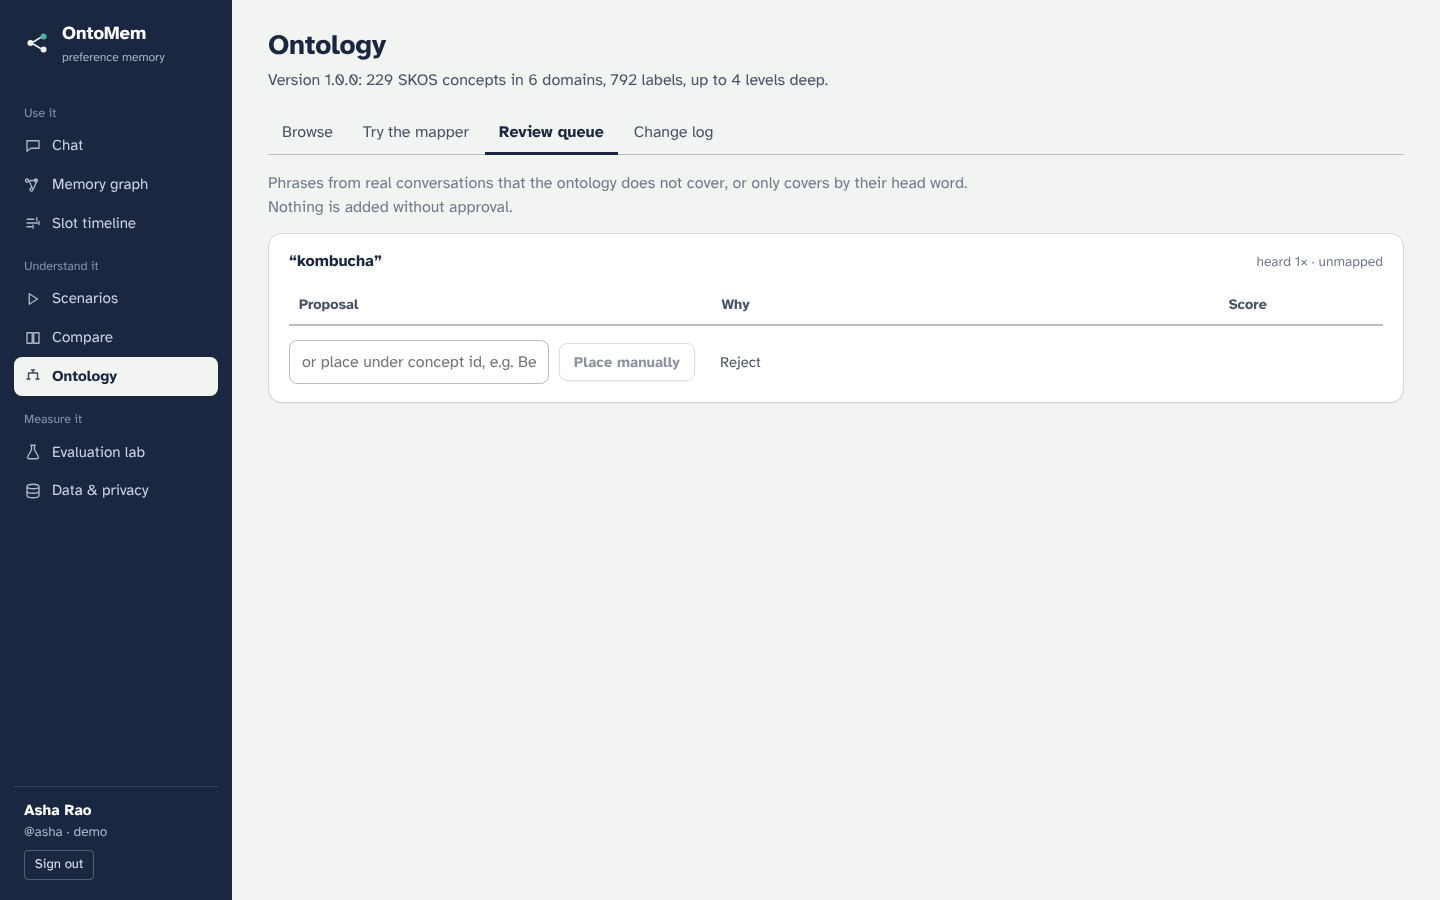 OntoMem
preference memory
Use it
Chat
Memory graph
Slot timeline
Understand it
Scenarios
Compare
Ontology
Measure it
Evaluation lab
Data & privacy
Asha Rao
@asha · demo
Sign out
Ontology
Version 1.0.0: 229 SKOS concepts in 6 domains, 792 labels, up to 4 levels deep.
Browse Try the mapper Review queue Change log
Phrases from real conversations that the ontology does not cover, or only covers by their head word.
Nothing is added without approval.
“kombucha” heard 1× · unmapped
Proposal Why Score
or place under concept id, e.g. Be Place manually Reject